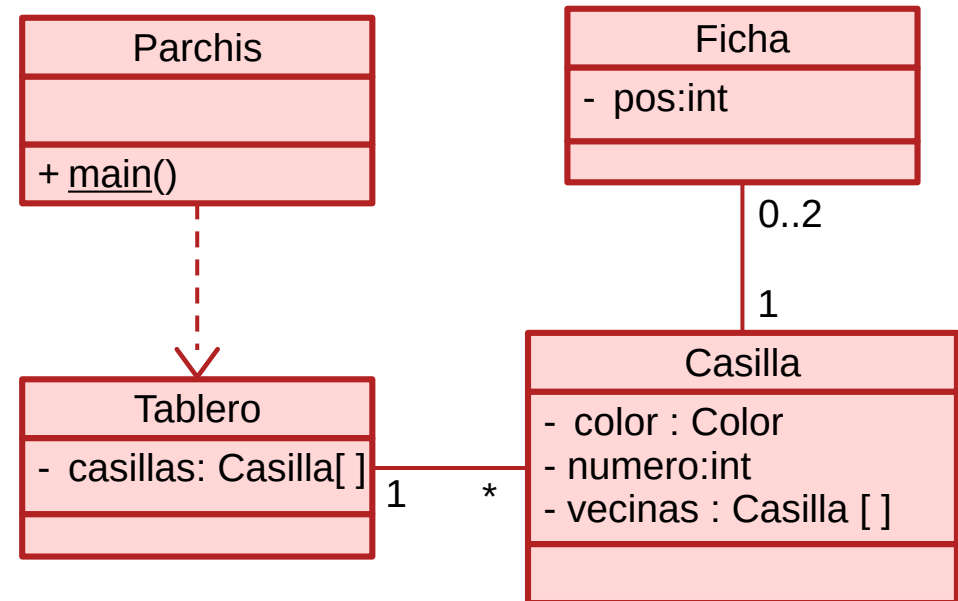 Parchis
+ main()
Ficha
- pos:int
0..2
1
Tablero
- casillas: Casilla[ ]
1
*
Casilla
- color : Color
- numero:int
- vecinas : Casilla [ ]